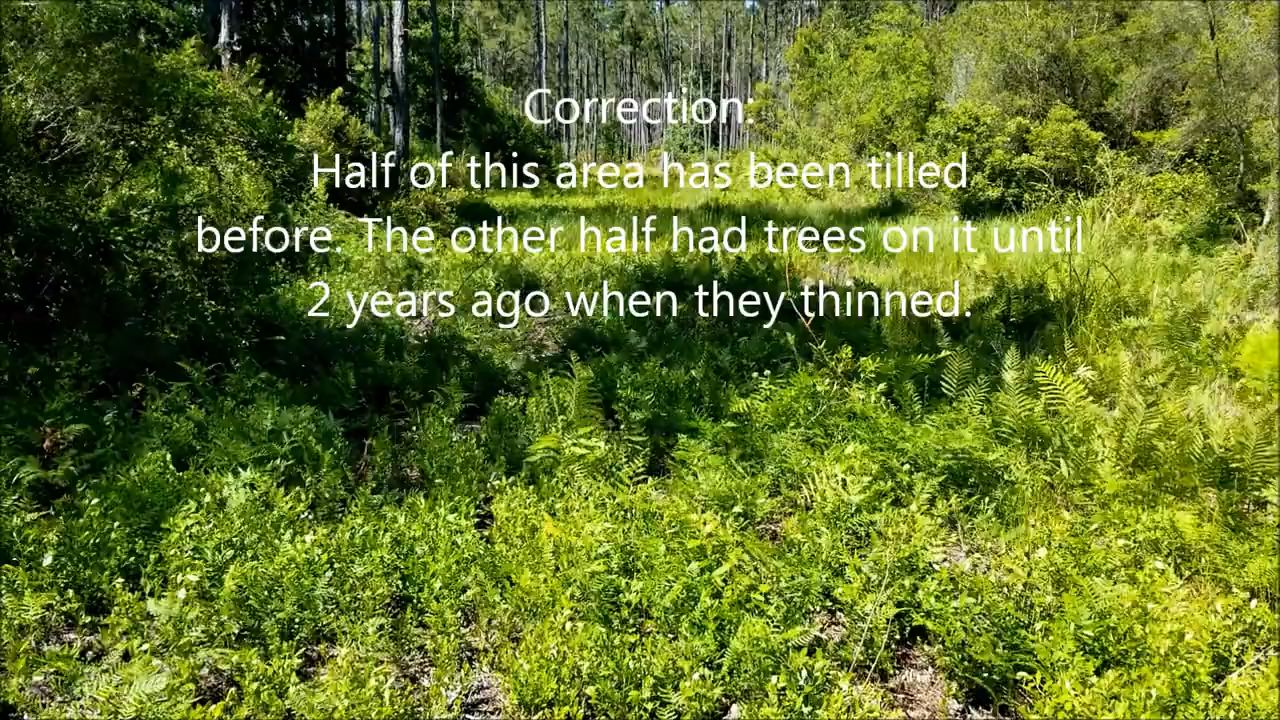 Correction:
Half of this area has been tilled
before. The other half had trees on it until
2 years ago when they thinned.